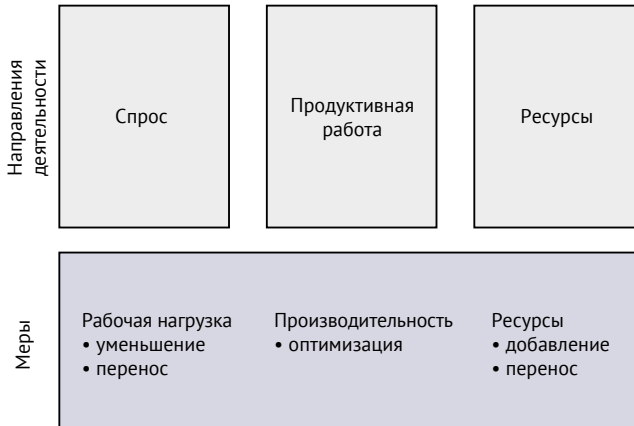 Направления
деятельности
Спрос
Продуктивная
работа
Ресурсы
Меры
Рабочая нагрузка
• уменьшение
• перенос
Производительность
• оптимизация
Ресурсы
• добавление
• перенос